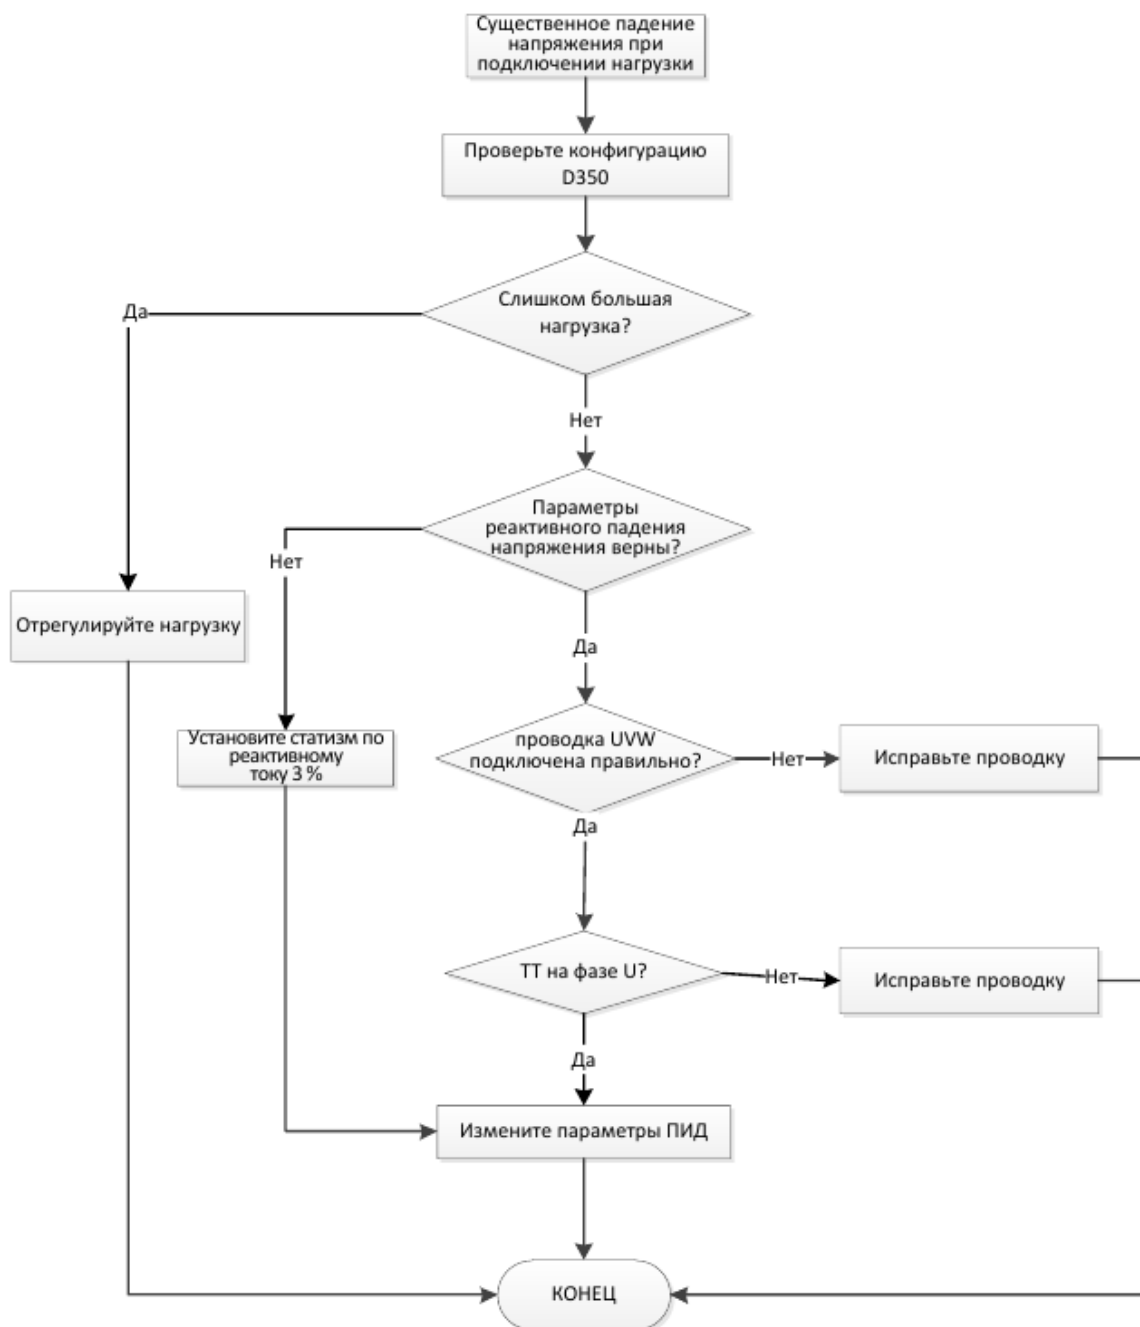 Существенное падение
напряжения при
подключении нагрузки
Проверьте конфигурацию
D350
Слишком большая
нагрузка?
Да
Нет
Параметры
реактивного падения
напряжения верны?
Нет
Отрегулируйте нагрузку
Да
Установите статизм по
реактивному
току 3 %
проводка UVW
подключена правильно?
Нет
Исправьте проводку
Да
ТТ на фазе U?
Нет
Исправьте проводку
Да
Измените параметры ПИД
КОНЕЦ